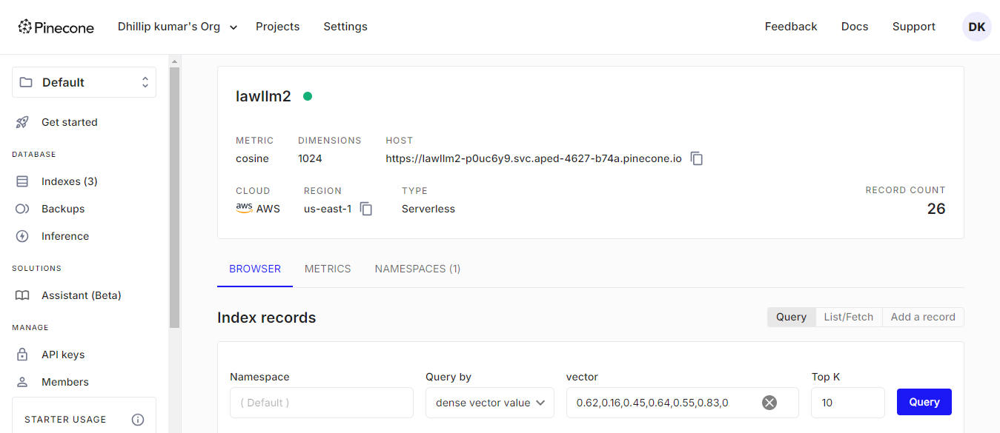 Pinecone Dhillip kumar's Org Projects Settings Feedback Docs Support DK
Default
Get started
DATABASE
Indexes (3)
Backups
Inference
SOLUTIONS
Assistant (Beta)
MANAGE
API keys
Members
STARTER USAGE
lawllm2
METRIC DIMENSIONS HOST
cosine 1024 https://lawllm2-p0uc6y9.svc.aped-4627-b74a.pinecone.io
CLOUD REGION TYPE RECORD COUNT
aws AWS us-east-1 Serverless 26
BROWSER METRICS NAMESPACES (1)
Index records Query List/Fetch Add a record
Namespace Query by vector Top K
( Default ) dense vector value 0.62,0.16,0.45,0.64,0.55,0.83,0 10 Query